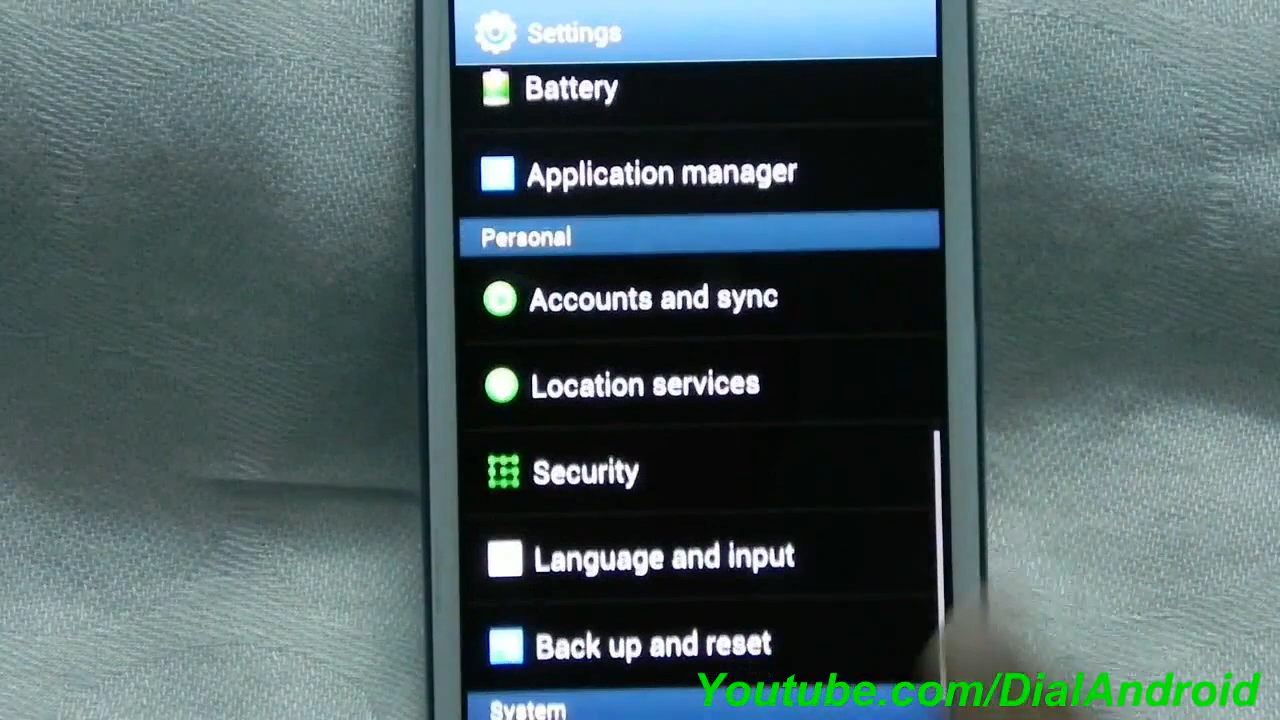 Settings
Battery
Application manager
Personal
Accounts and sync
Location services
Security
Language and input
Back up and reset
System
Youtube.com/DialAndroid